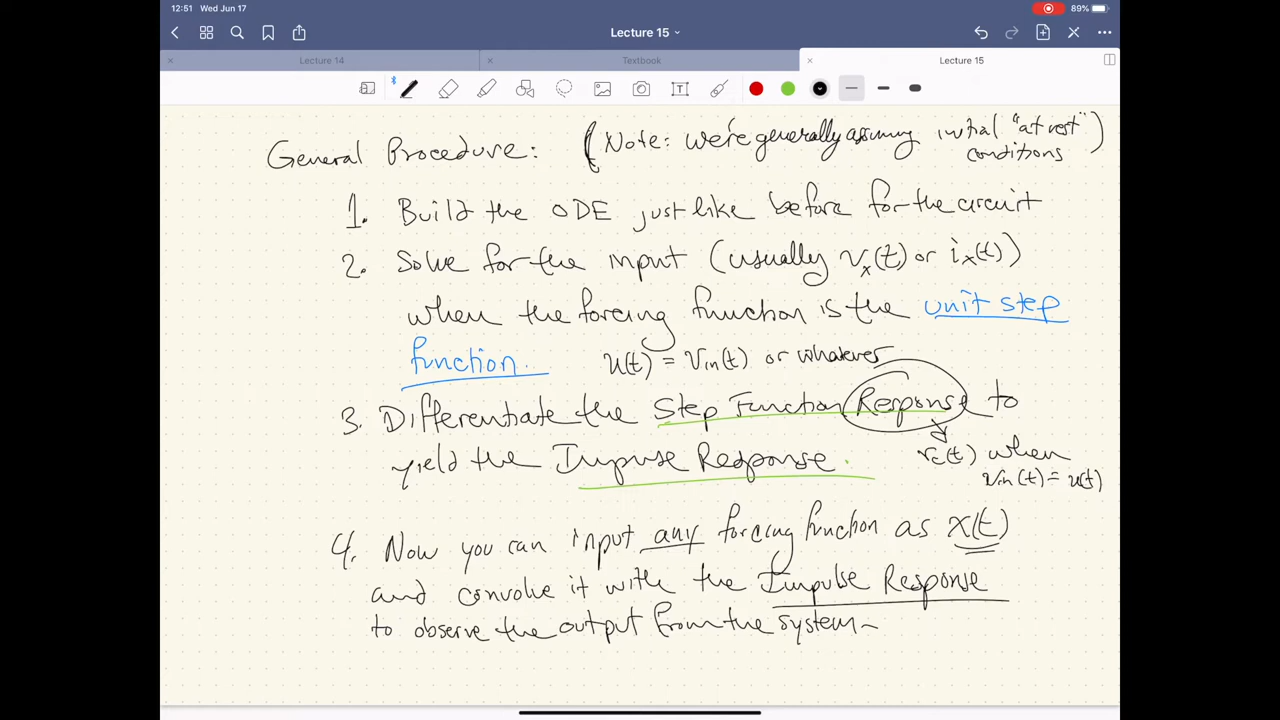 12:51 Wed Jun 17
89%
Lecture 15
Lecture 14
Textbook
Lecture 15
General Procedure: (Note: We're generally assuming initial "at rest" conditions)
1. Build the ODE just like before for the circuit
2. Solve for the input (usually vx(t) or ix(t))
when the forcing function is the unit step
function. u(t) = vin(t) or whatever
3. Differentiate the Step Function Response to
yield the Impuse Response.
vc(t) when
vin(t) = u(t)
4. Now you can input any forcing function as x(t)
and convolve it with the Impulse Response
to observe the output from the system